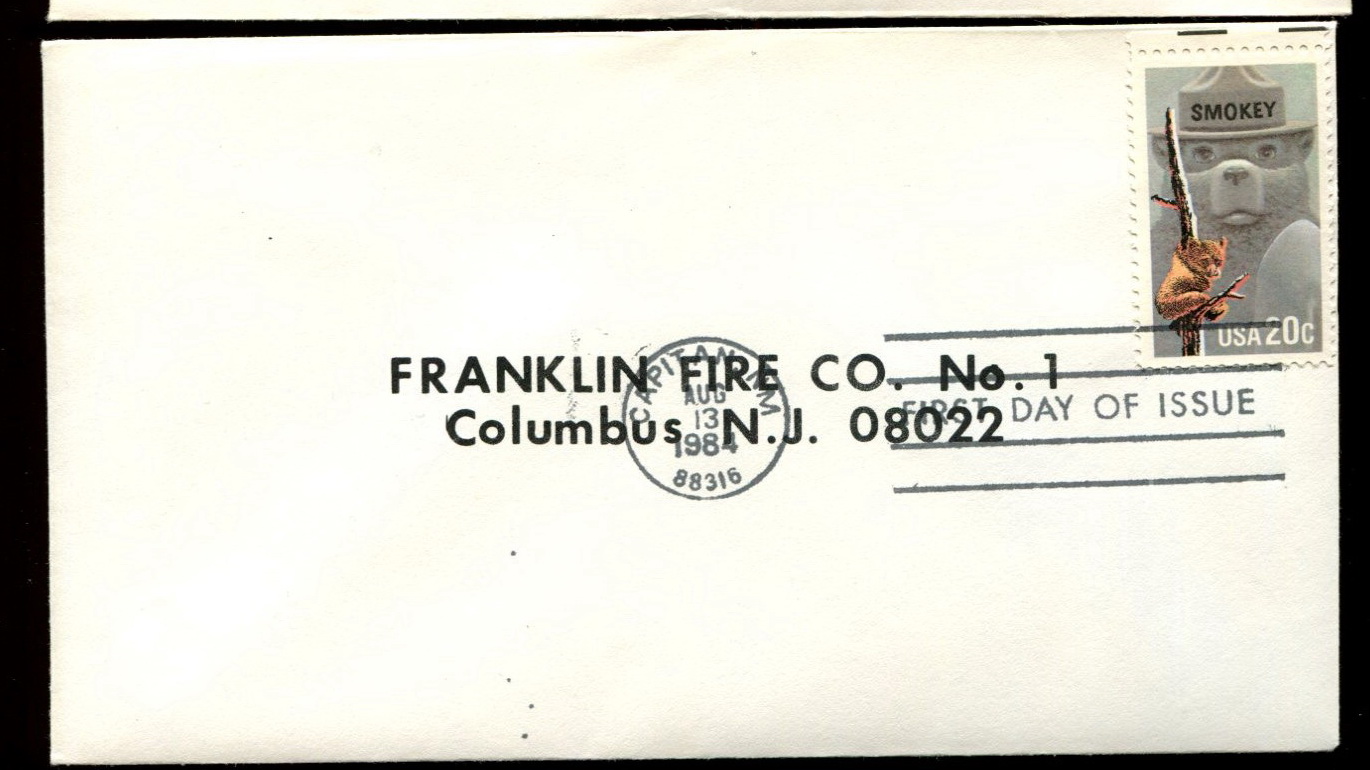 SMOKEY
USA 20c
FRANKLIN FIRE CO. No. 1
Columbus N.J. 08022
CAPITAN NM
AUG
13
1984
88316
FIRST DAY OF ISSUE